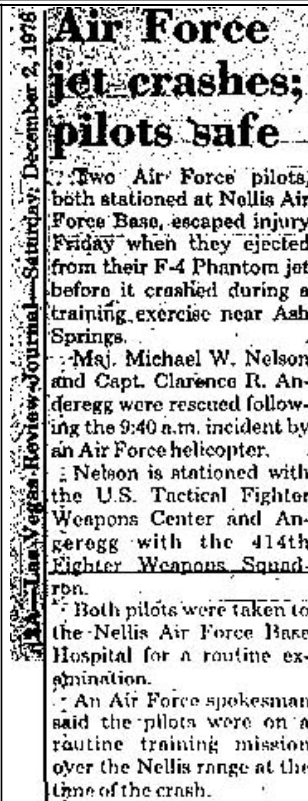 12A—Las Vegas Review-Journal—Saturday, December 2, 1978
Air Force
jet crashes;
pilots safe
Two Air Force pilots,
both stationed at Nellis Air
Force Base, escaped injury
Friday when they ejected
from their F-4 Phantom jet
before it crashed during a
training exercise near Ash
Springs.
Maj. Michael W. Nelson
and Capt. Clarence R. An-
deregg were rescued follow-
ing the 9:40 a.m. incident by
an Air Force helicopter.
Nelson is stationed with
the U.S. Tactical Fighter
Weapons Center and An-
geregg with the 414th
Fighter Weapons Squad-
ron.
Both pilots were taken to
the Nellis Air Force Base
Hospital for a routine ex-
amination.
An Air Force spokesman
said the pilots were on a
routine training mission
over the Nellis range at the
time of the crash.